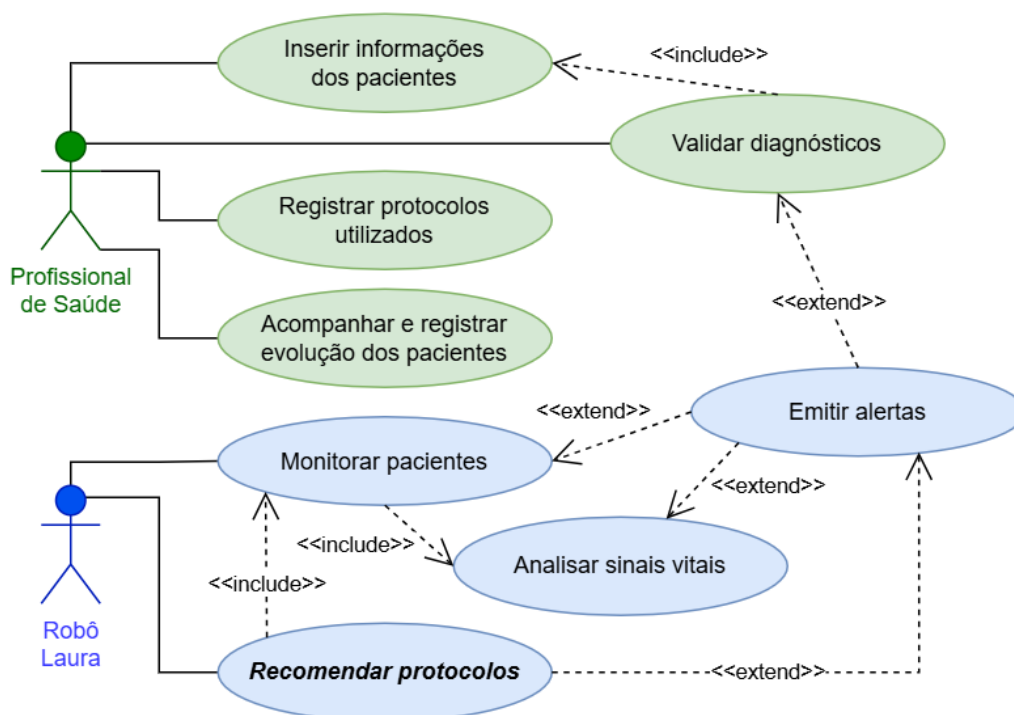 Inserir informações
dos pacientes
<<include>>
Validar diagnósticos
Registrar protocolos
utilizados
Profissional
de Saúde
<<extend>>
Acompanhar e registrar
evolução dos pacientes
<<extend>>
Emitir alertas
Monitorar pacientes
<<extend>>
<<include>>
Analisar sinais vitais
<<include>>
Robô
Laura
Recomendar protocolos
<<extend>>